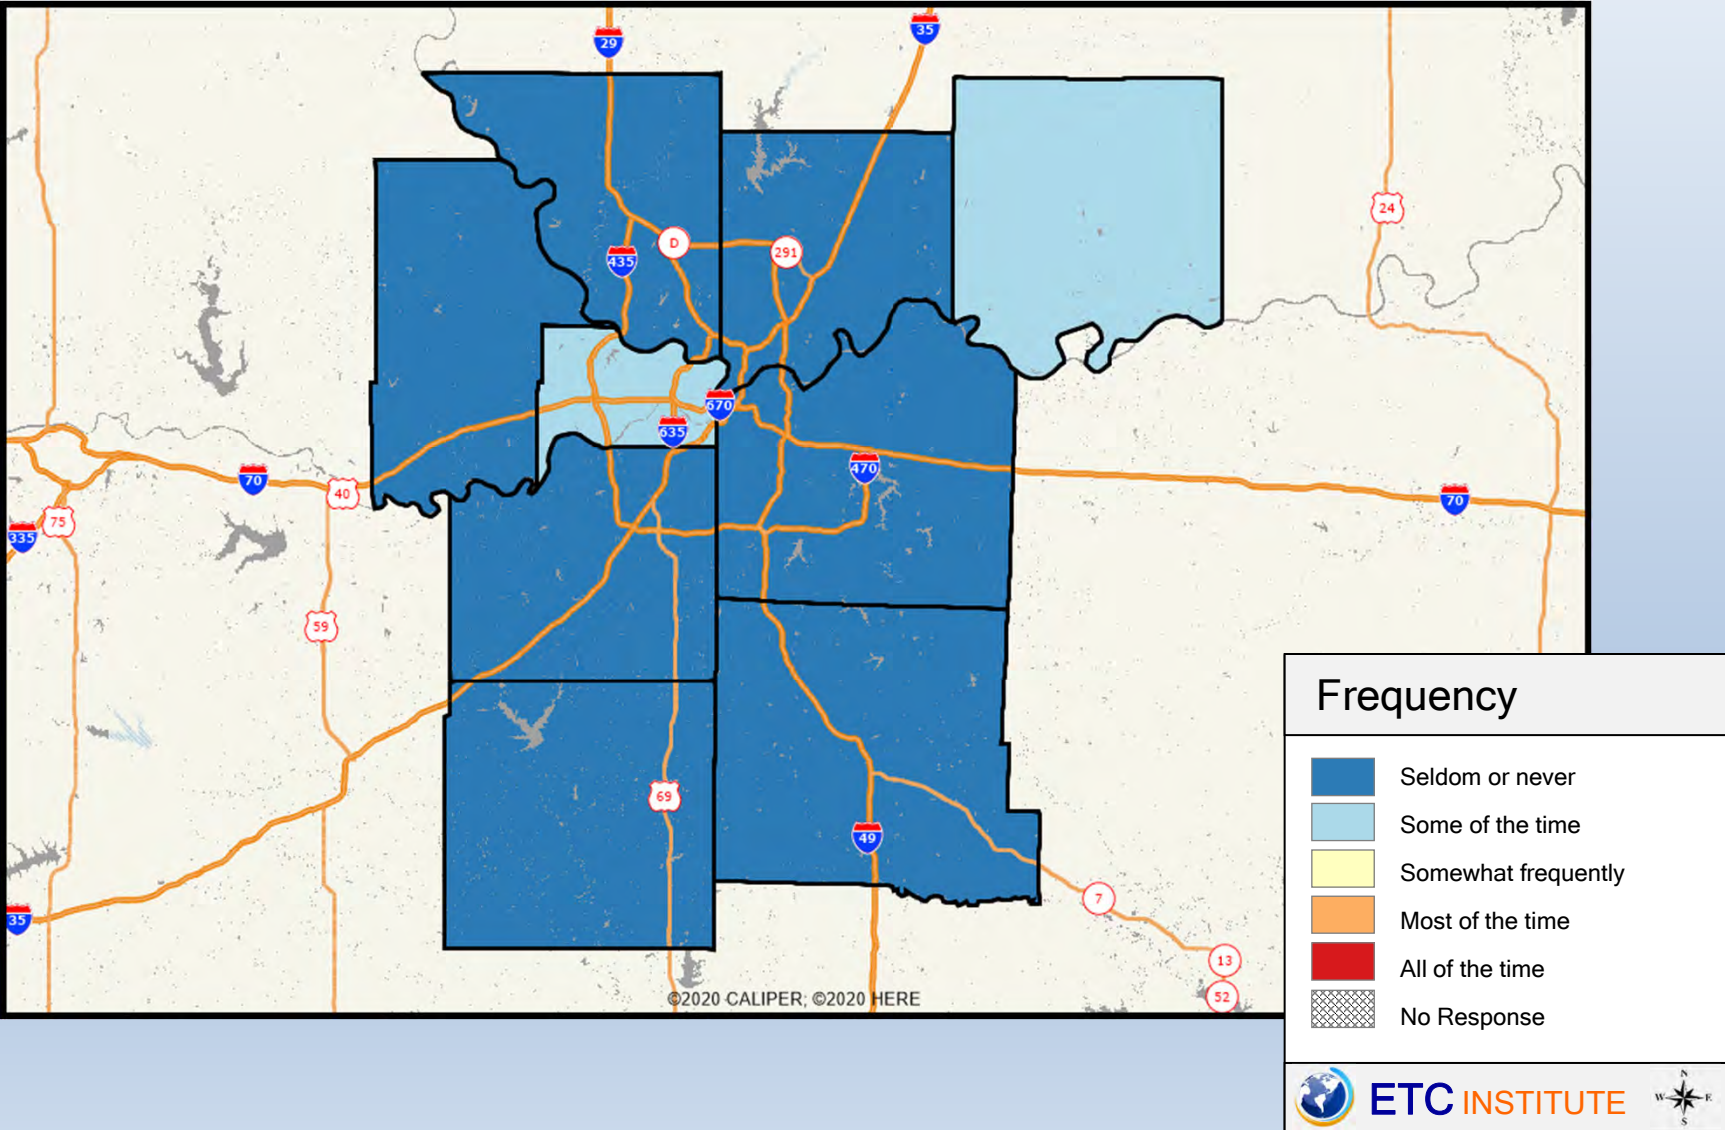 29
35
24
D
291
435
670
635
470
70
40
70
75
335
59
69
49
35
7
13
52
©2020 CALIPER; ©2020 HERE
Frequency
Seldom or never
Some of the time
Somewhat frequently
Most of the time
All of the time
No Response
ETC INSTITUTE
N
W E
S